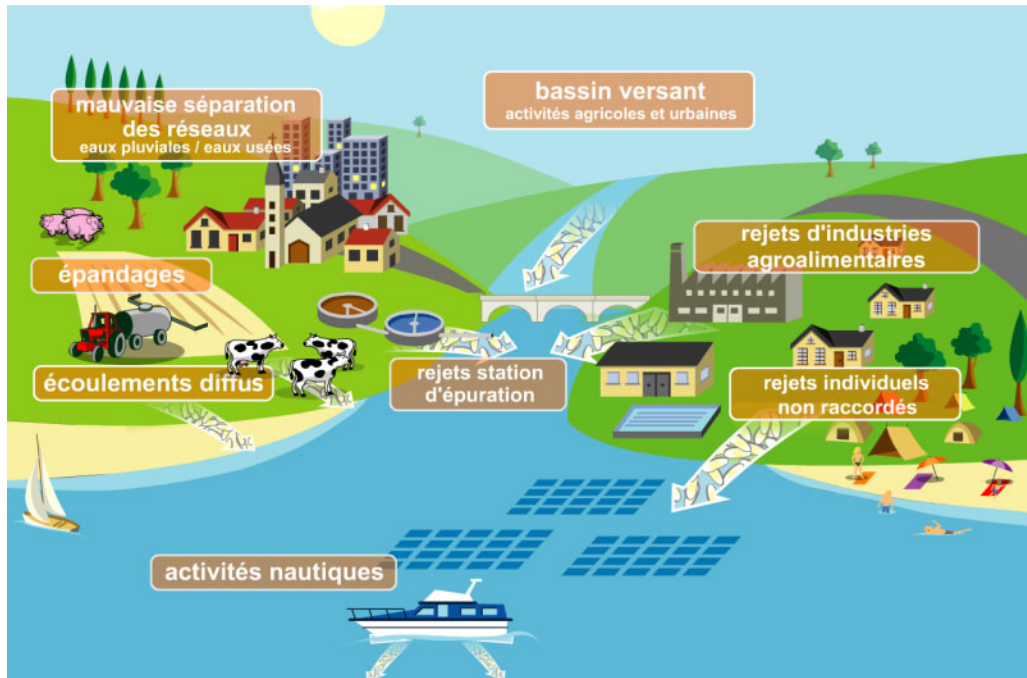 mauvaise séparation
des réseaux
eaux pluviales / eaux usées
bassin versant
activités agricoles et urbaines
rejets d'industries
agroalimentaires
épandages
écoulements diffus
rejets station
d'épuration
rejets individuels
non raccordés
activités nautiques